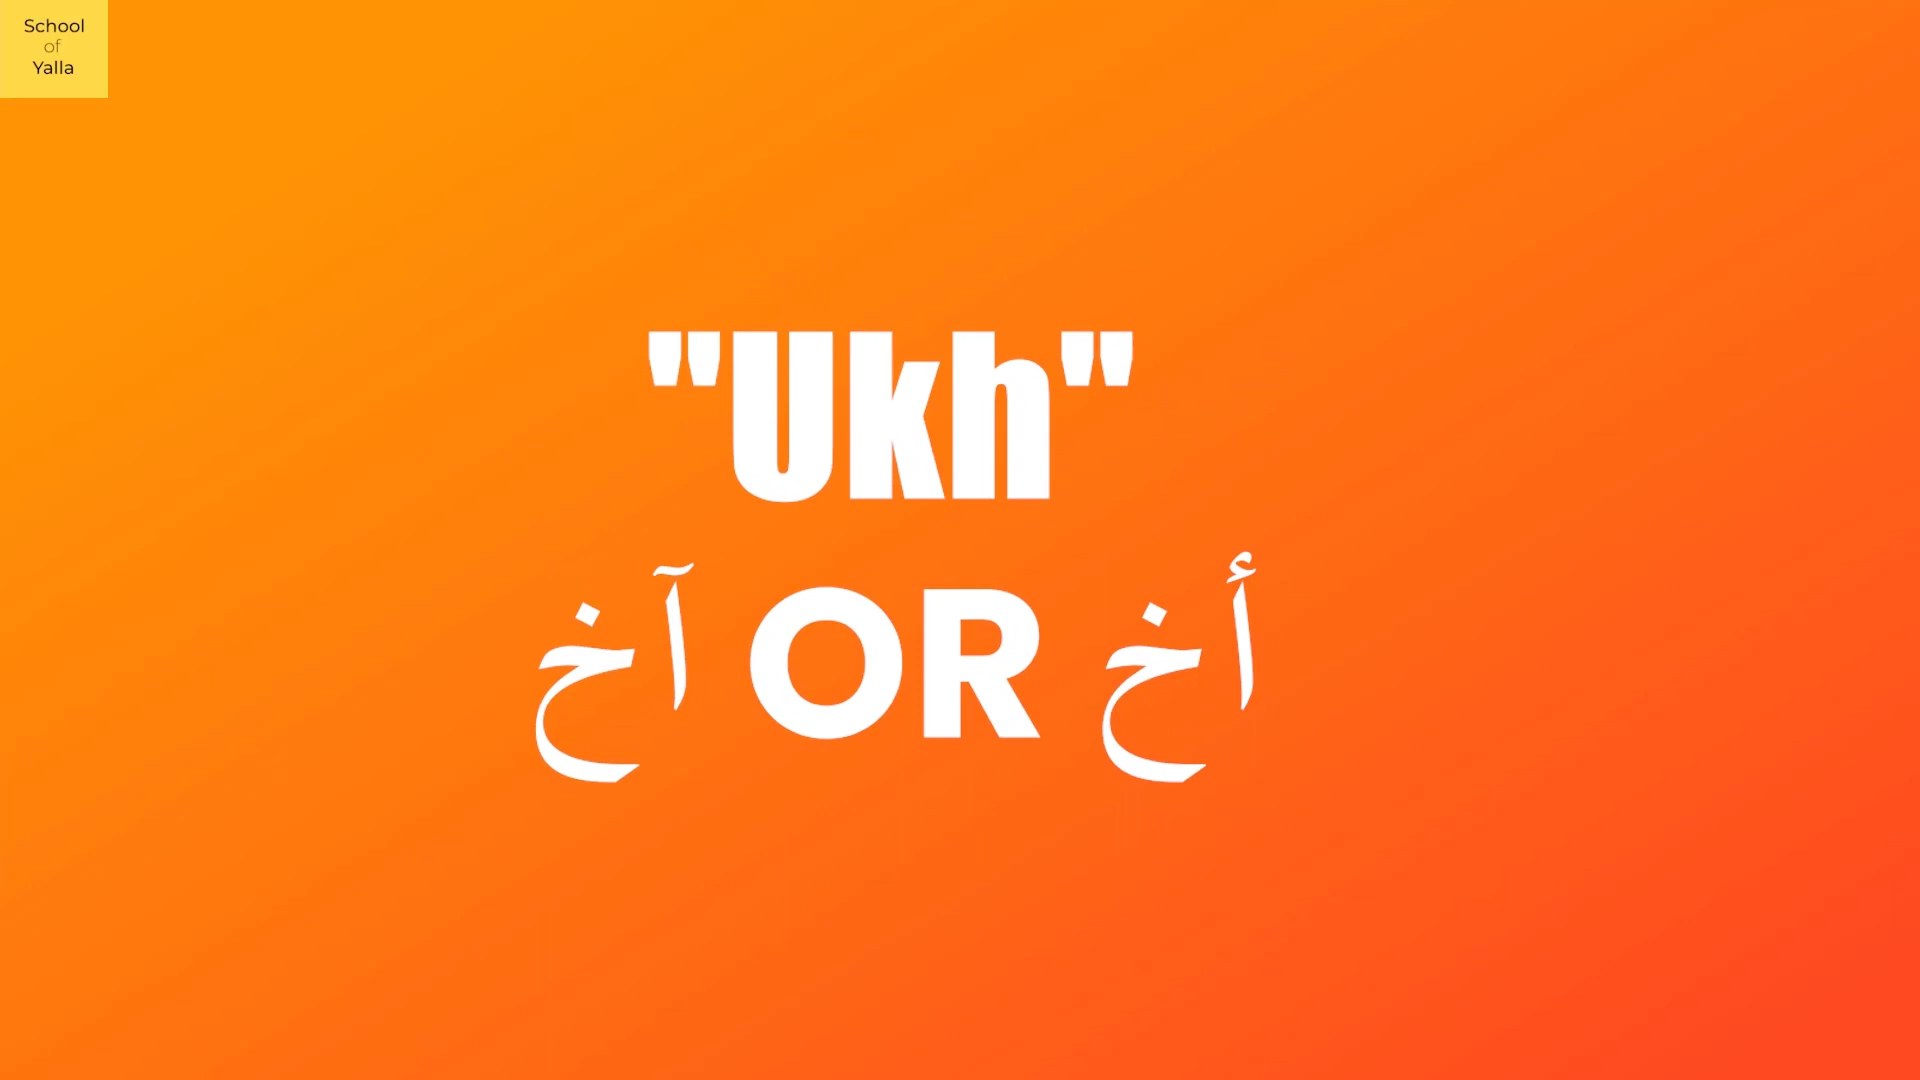 School
of
Yalla
"Ukh"
آخ OR أخ